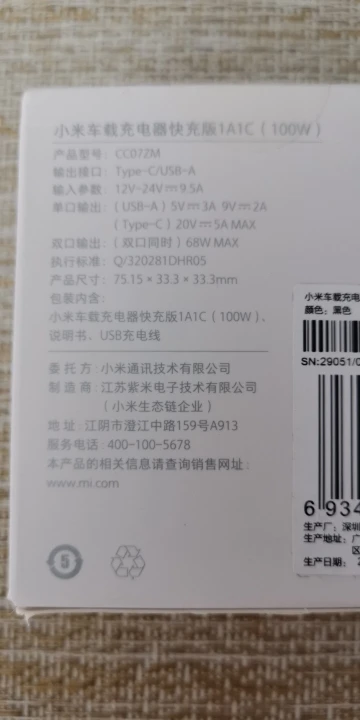 小米车载充电器快充版1A1C（100W）
产品型号：CC07ZM
输出接口：Type-C/USB-A
输入参数：12V-24V⎓9.5A
单口输出：（USB-A）5V⎓3A 9V⎓2A
（Type-C）20V⎓5A MAX
双口输出：（双口同时）68W MAX
执行标准：Q/320281DHR05
产品尺寸：75.15 × 33.3 × 33.3mm
包装内含：
小米车载充电器快充版1A1C（100W）、
说明书、USB充电线
委 托 方：小米通讯技术有限公司
制 造 商：江苏紫米电子技术有限公司
（小米生态链企业）
地 址：江阴市澄江中路159号A913
服务电话：400-100-5678
本产品的相关信息请查询销售网址：
www.mi.com
5
小米车载充电
颜色：黑色
SN:29051/0
6 934
生产厂：深圳
生产地址：广
区
生产日期：2